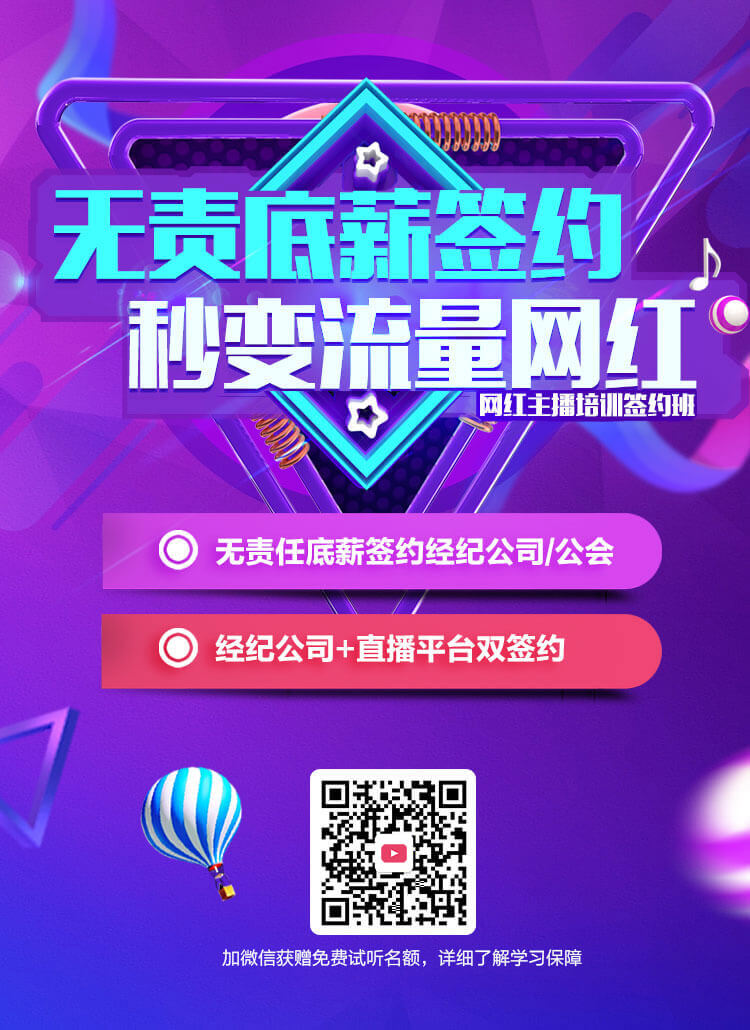 无责底薪签约
秒变流量网红
网红主播培训签约班
无责任底薪签约经纪公司/公会
经纪公司+直播平台双签约
加微信获赠免费试听名额，详细了解学习保障